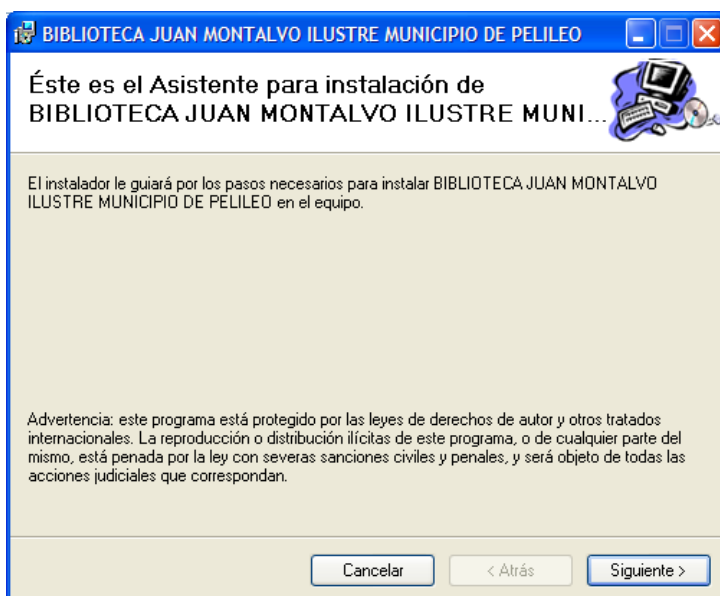 BIBLIOTECA JUAN MONTALVO ILUSTRE MUNICIPIO DE PELILEO
Éste es el Asistente para instalación de
BIBLIOTECA JUAN MONTALVO ILUSTRE MUNI...
El instalador le guiará por los pasos necesarios para instalar BIBLIOTECA JUAN MONTALVO
ILUSTRE MUNICIPIO DE PELILEO en el equipo.
Advertencia: este programa está protegido por las leyes de derechos de autor y otros tratados
internacionales. La reproducción o distribución ilícitas de este programa, o de cualquier parte del
mismo, está penada por la ley con severas sanciones civiles y penales, y será objeto de todas las
acciones judiciales que correspondan.
Cancelar < Atrás Siguiente >